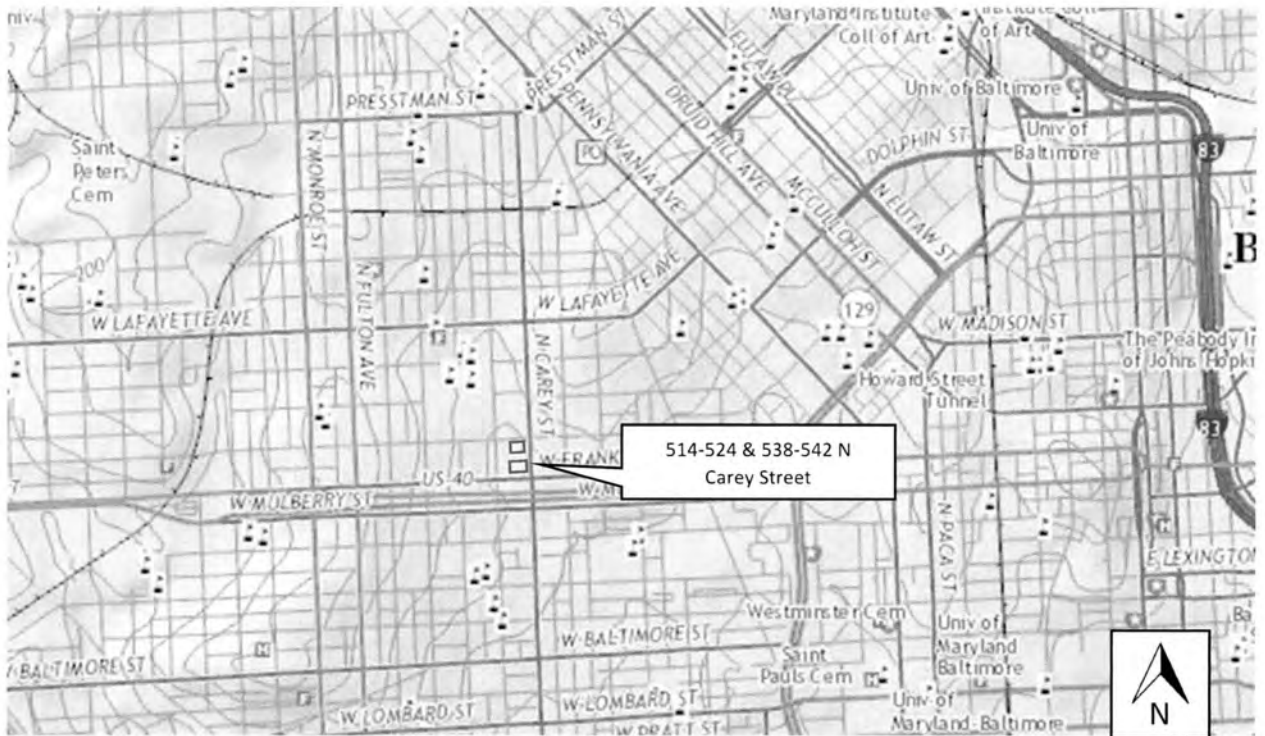 Maryland Institute
Coll of Art
of Art
Univ of Baltimore
Univ of
Baltimore
PRESSTMAN ST
PRESSTMAN ST
PENNSYLVANIA AVE
DRUID HILL AVE
EUTAW PL
DOLPHIN ST
83
Saint
Peters
Cem
N MONROE ST
PO
MCCULLOH ST
N EUTAW ST
B
200
N FULTON AVE
W LAFAYETTE AVE
W LAFAYETTE AVE
N CAREY ST
129
W MADISON ST
The Peabody In
of Johns Hopki
Howard Street
Tunnel
83
W FRANK
514-524 & 538-542 N
Carey Street
US 40
W MULBERRY ST
W M
N PACA ST
H
E LEXINGTON
Westminster Cem
Univ of
Maryland
Baltimore
Ba
W BALTIMORE ST
W BALTIMORE ST
H
Saint
Pauls Cem
H
W LOMBARD ST
W LOMBARD ST
W PRATT ST
Univ of
Maryland-Baltimore
N